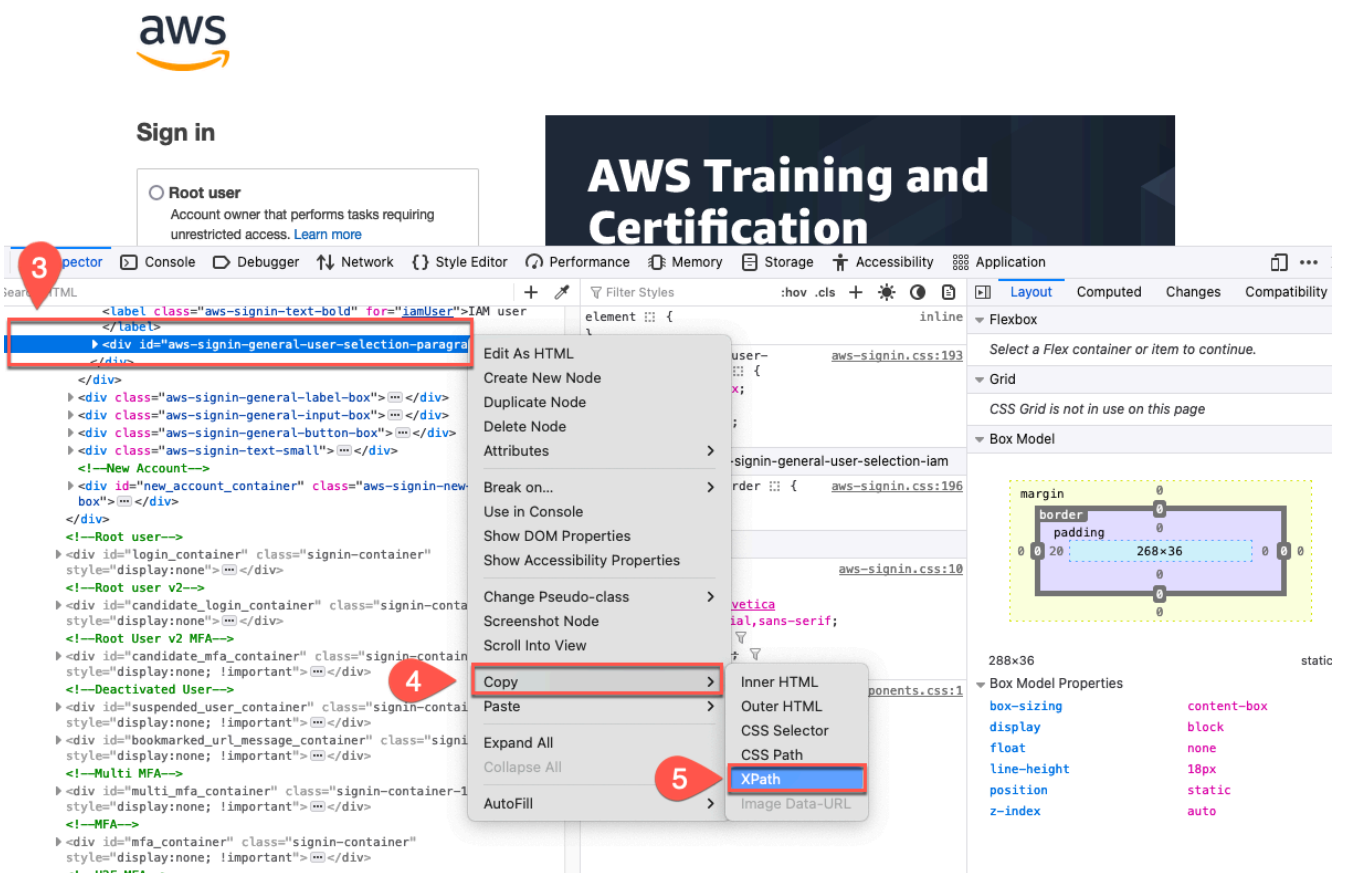 aws
Sign in
Root user
Account owner that performs tasks requiring
unrestricted access. Learn more
AWS Training and
Certification
3
pector Console Debugger Network {} Style Editor Performance Memory Storage Accessibility Application
Sear HTML
+ Filter Styles :hov .cls +
Layout Computed Changes Compatibility
<label class="aws-signin-text-bold" for="iamUser">IAM user
</label>
<div id="aws-signin-general-user-selection-paragra
</div>
</div>
<div class="aws-signin-general-label-box"></div>
<div class="aws-signin-general-input-box"></div>
<div class="aws-signin-general-button-box"></div>
<div class="aws-signin-text-small"></div>
<!--New Account-->
<div id="new_account_container" class="aws-signin-new-
box"></div>
</div>
<!--Root user-->
<div id="login_container" class="signin-container"
style="display:none"></div>
<!--Root user v2-->
<div id="candidate_login_container" class="signin-conta
style="display:none"></div>
<!--Root User v2 MFA-->
<div id="candidate_mfa_container" class="signin-contain
style="display:none; !important"></div>
<!--Deactivated User-->
<div id="suspended_user_container" class="signin-contai
style="display:none; !important"></div>
<div id="bookmarked_url_message_container" class="signi
style="display:none; !important"></div>
<!--Multi MFA-->
<div id="multi_mfa_container" class="signin-container-1
style="display:none; !important"></div>
<!--MFA-->
<div id="mfa_container" class="signin-container"
style="display:none; !important"></div>
Edit As HTML
Create New Node
Duplicate Node
Delete Node
Attributes
Break on...
Use in Console
Show DOM Properties
Show Accessibility Properties
Change Pseudo-class
Screenshot Node
Scroll Into View
4
Copy
Paste
Expand All
Collapse All
AutoFill
Inner HTML
Outer HTML
CSS Selector
CSS Path
5
XPath
Image Data-URL
element { inline
}
user- aws-signin.css:193
{
x;
;
-signin-general-user-selection-iam
rder { aws-signin.css:196
aws-signin.css:10
vetica
ial,sans-serif;
;
ponents.css:1
Flexbox
Select a Flex container or item to continue.
Grid
CSS Grid is not in use on this page
Box Model
margin 0
border 0
padding 0
0 0 20 268×36 0 0 0
0
0
0
288×36 static
Box Model Properties
box-sizing content-box
display block
float none
line-height 18px
position static
z-index auto